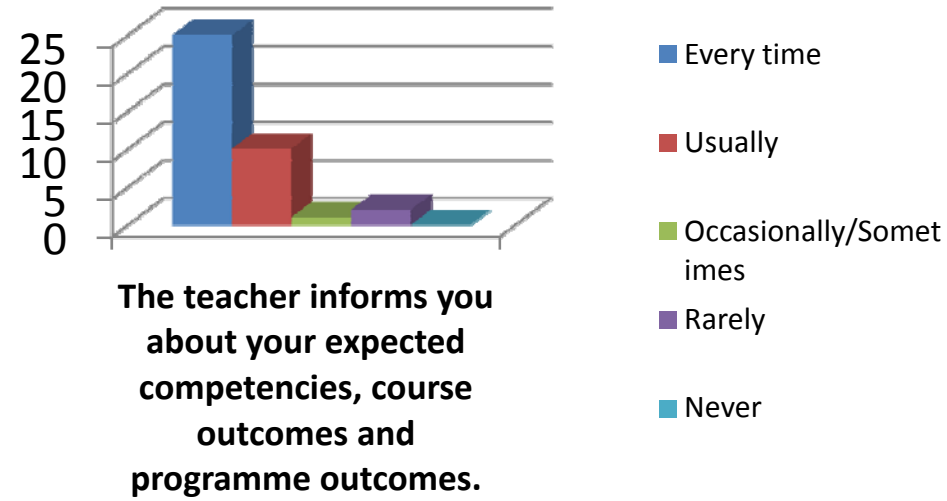 25
20
15
10
5
0
The teacher informs you
about your expected
competencies, course
outcomes and
programme outcomes.
Every time
Usually
Occasionally/Somet
imes
Rarely
Never